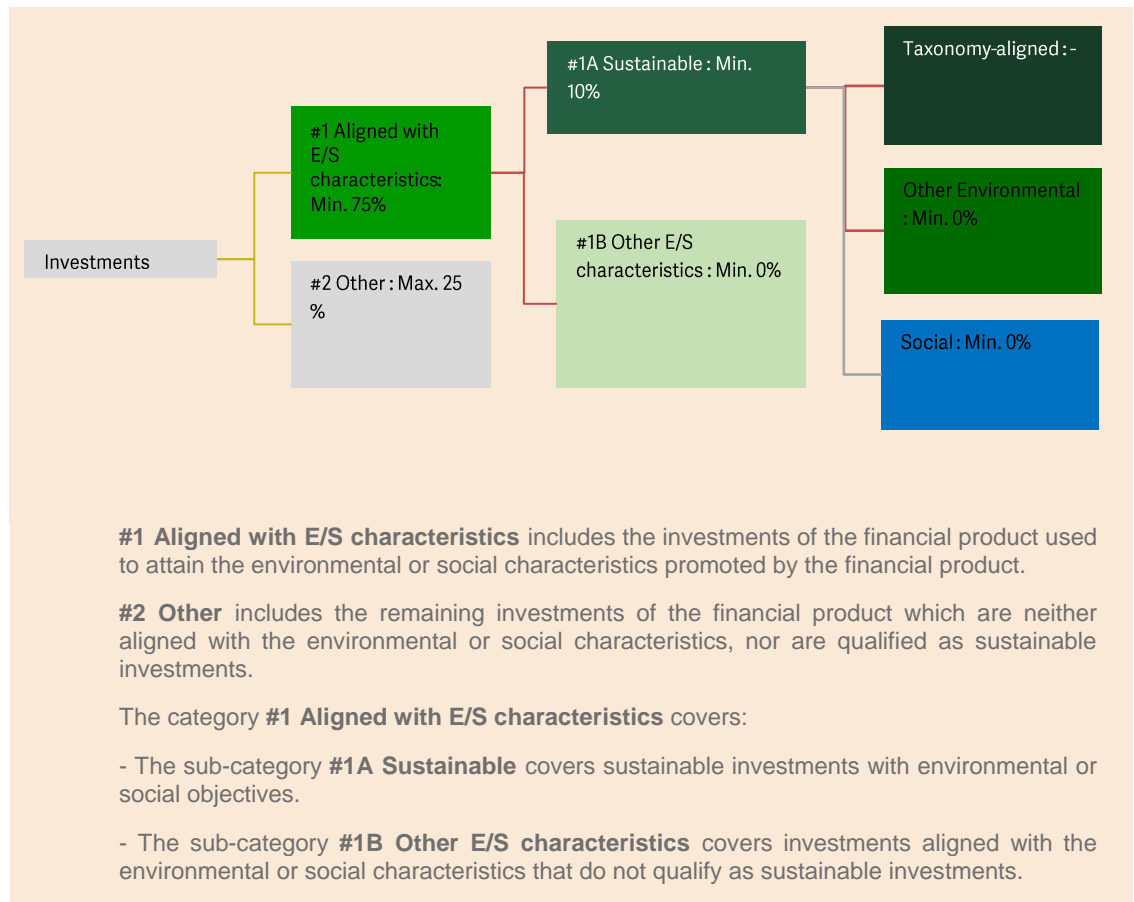 Investments
#1 Aligned with
E/S
characteristics:
Min. 75%
#2 Other : Max. 25
%
#1A Sustainable : Min.
10%
#1B Other E/S
characteristics : Min. 0%
Taxonomy-aligned : -
Other Environmental
: Min. 0%
Social : Min. 0%
#1 Aligned with E/S characteristics includes the investments of the financial product used
to attain the environmental or social characteristics promoted by the financial product.
#2 Other includes the remaining investments of the financial product which are neither
aligned with the environmental or social characteristics, nor are qualified as sustainable
investments.
The category #1 Aligned with E/S characteristics covers:
- The sub-category #1A Sustainable covers sustainable investments with environmental or
social objectives.
- The sub-category #1B Other E/S characteristics covers investments aligned with the
environmental or social characteristics that do not qualify as sustainable investments.